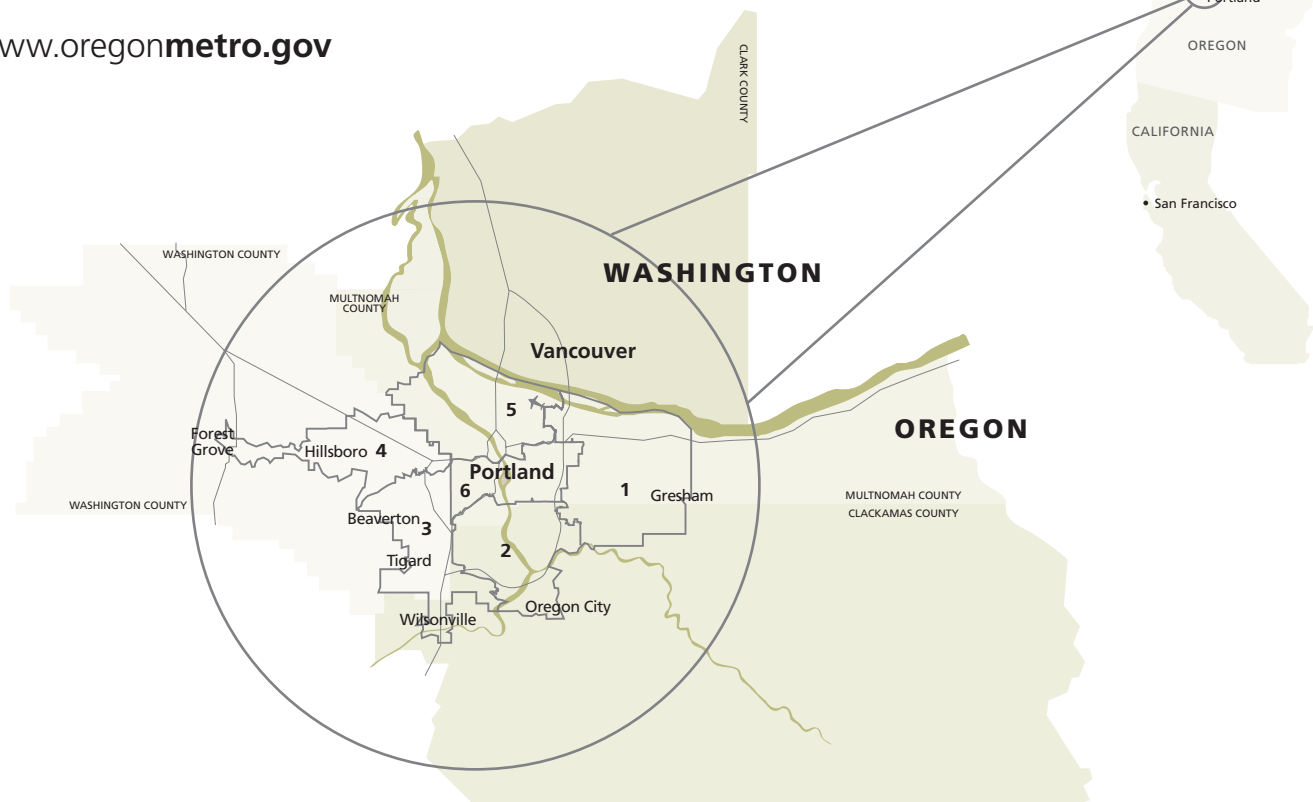 Portland
ww.oregonmetro.gov
OREGON
CLARK COUNTY
CALIFORNIA
San Francisco
WASHINGTON COUNTY
WASHINGTON
MULTNOMAH
COUNTY
Vancouver
5
OREGON
Forest
Grove
Hillsboro 4
Portland
6
1
Gresham
MULTNOMAH COUNTY
WASHINGTON COUNTY
CLACKAMAS COUNTY
Beaverton
3
2
Tigard
Oregon City
Wilsonville